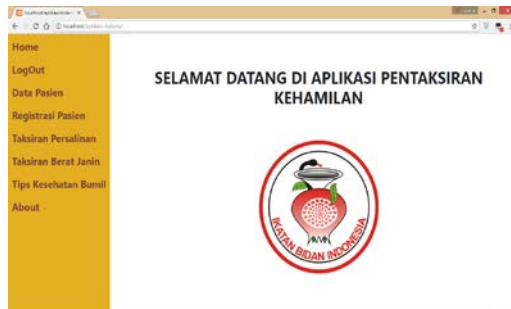 Home
LogOut
Data Pasien
Registrasi Pasien
Taksiran Persalinan
Taksiran Berat Janin
Tips Kesehatan Bumil
About
SELAMAT DATANG DI APLIKASI PENTAKSIRAN
KEHAMILAN
IKATAN BIDAN INDONESIA